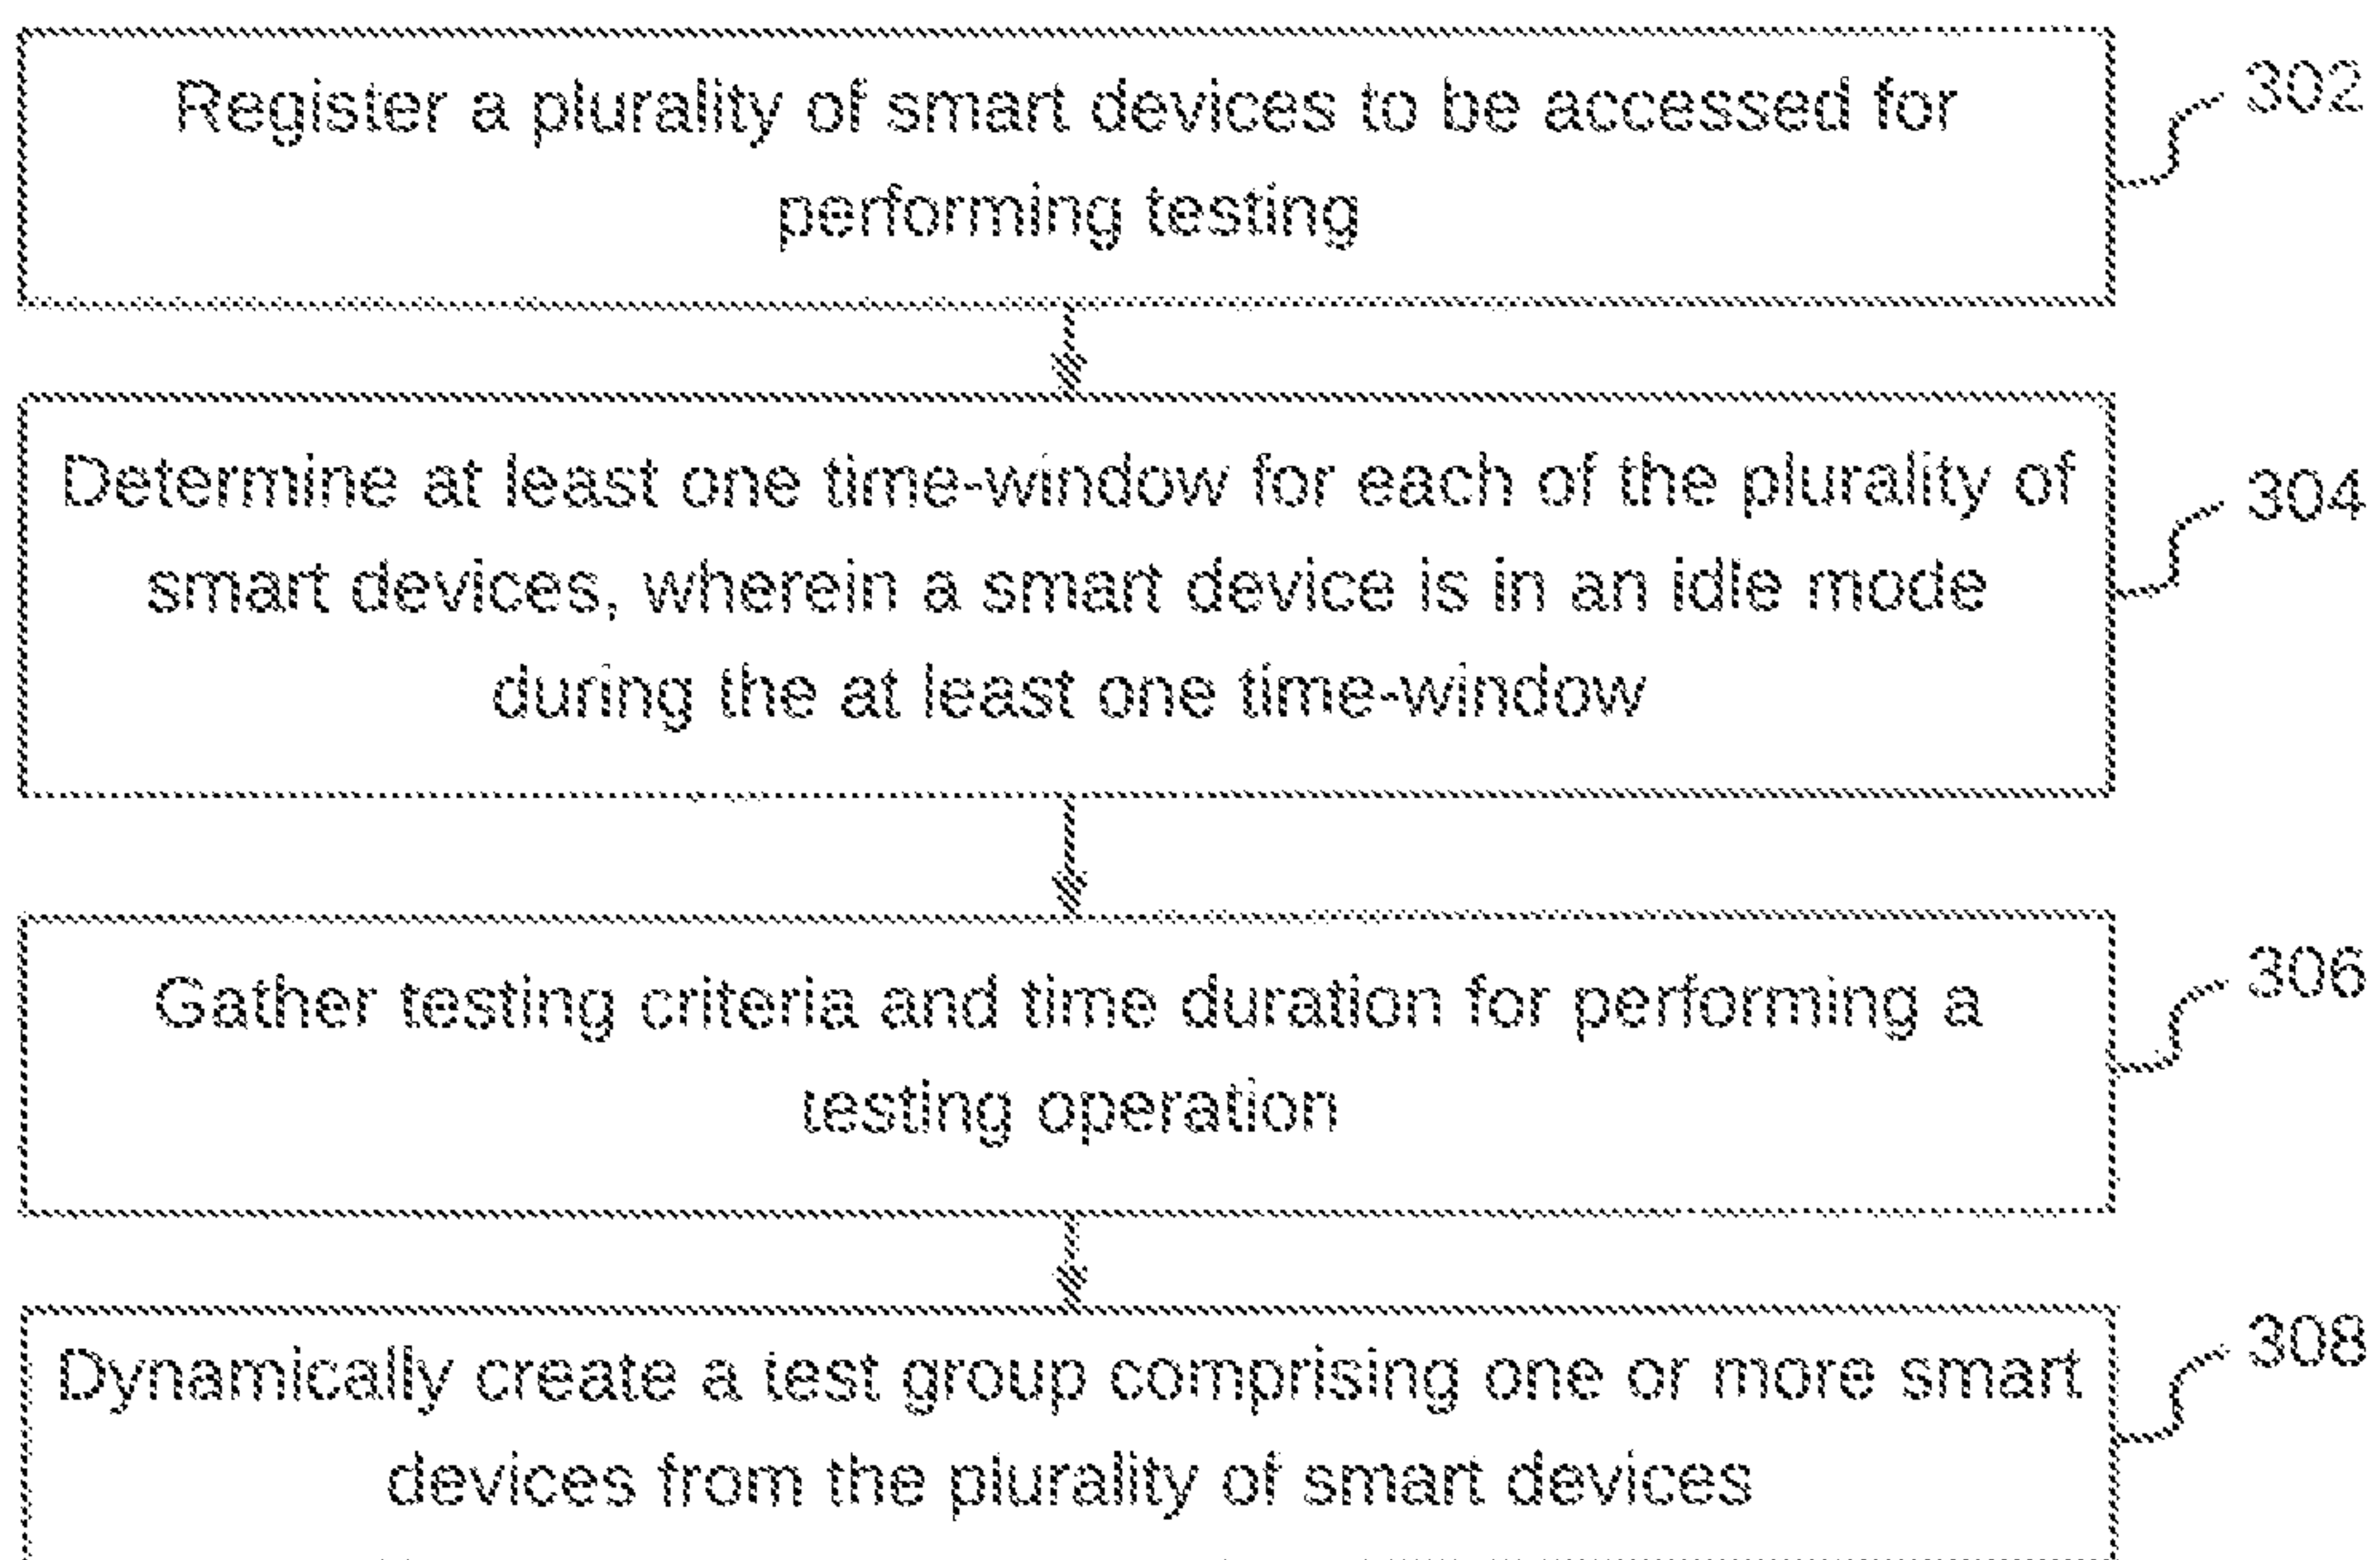 Register a plurality of smart devices to be accessed for
performing testing
302
Determine at least one time-window for each of the plurality of
smart devices, wherein a smart device is in an idle mode
during the at least one time-window
304
Gather testing criteria and time duration for performing a
testing operation
306
Dynamically create a test group comprising one or more smart
devices from the plurality of smart devices
308